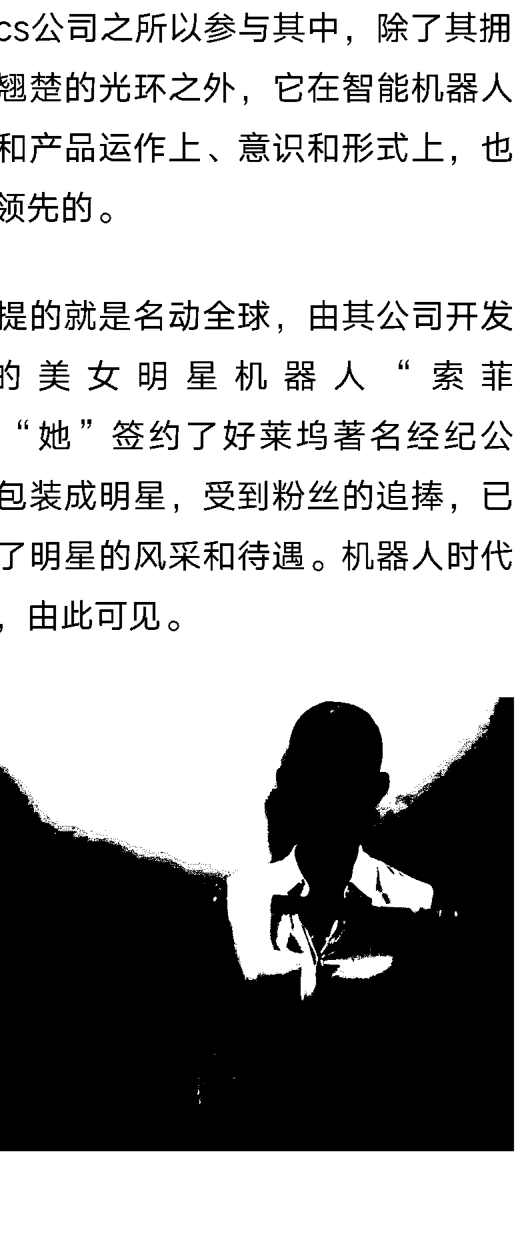 cs公司之所以参与其中，除了其拥
翘楚的光环之外，它在智能机器人
和产品运作上、意识和形式上，也
领先的。
提的就是名动全球，由其公司开发
的美女明星机器人“索菲
“她”签约了好莱坞著名经纪公
包装成明星，受到粉丝的追捧，已
了明星的风采和待遇。机器人时代
，由此可见。